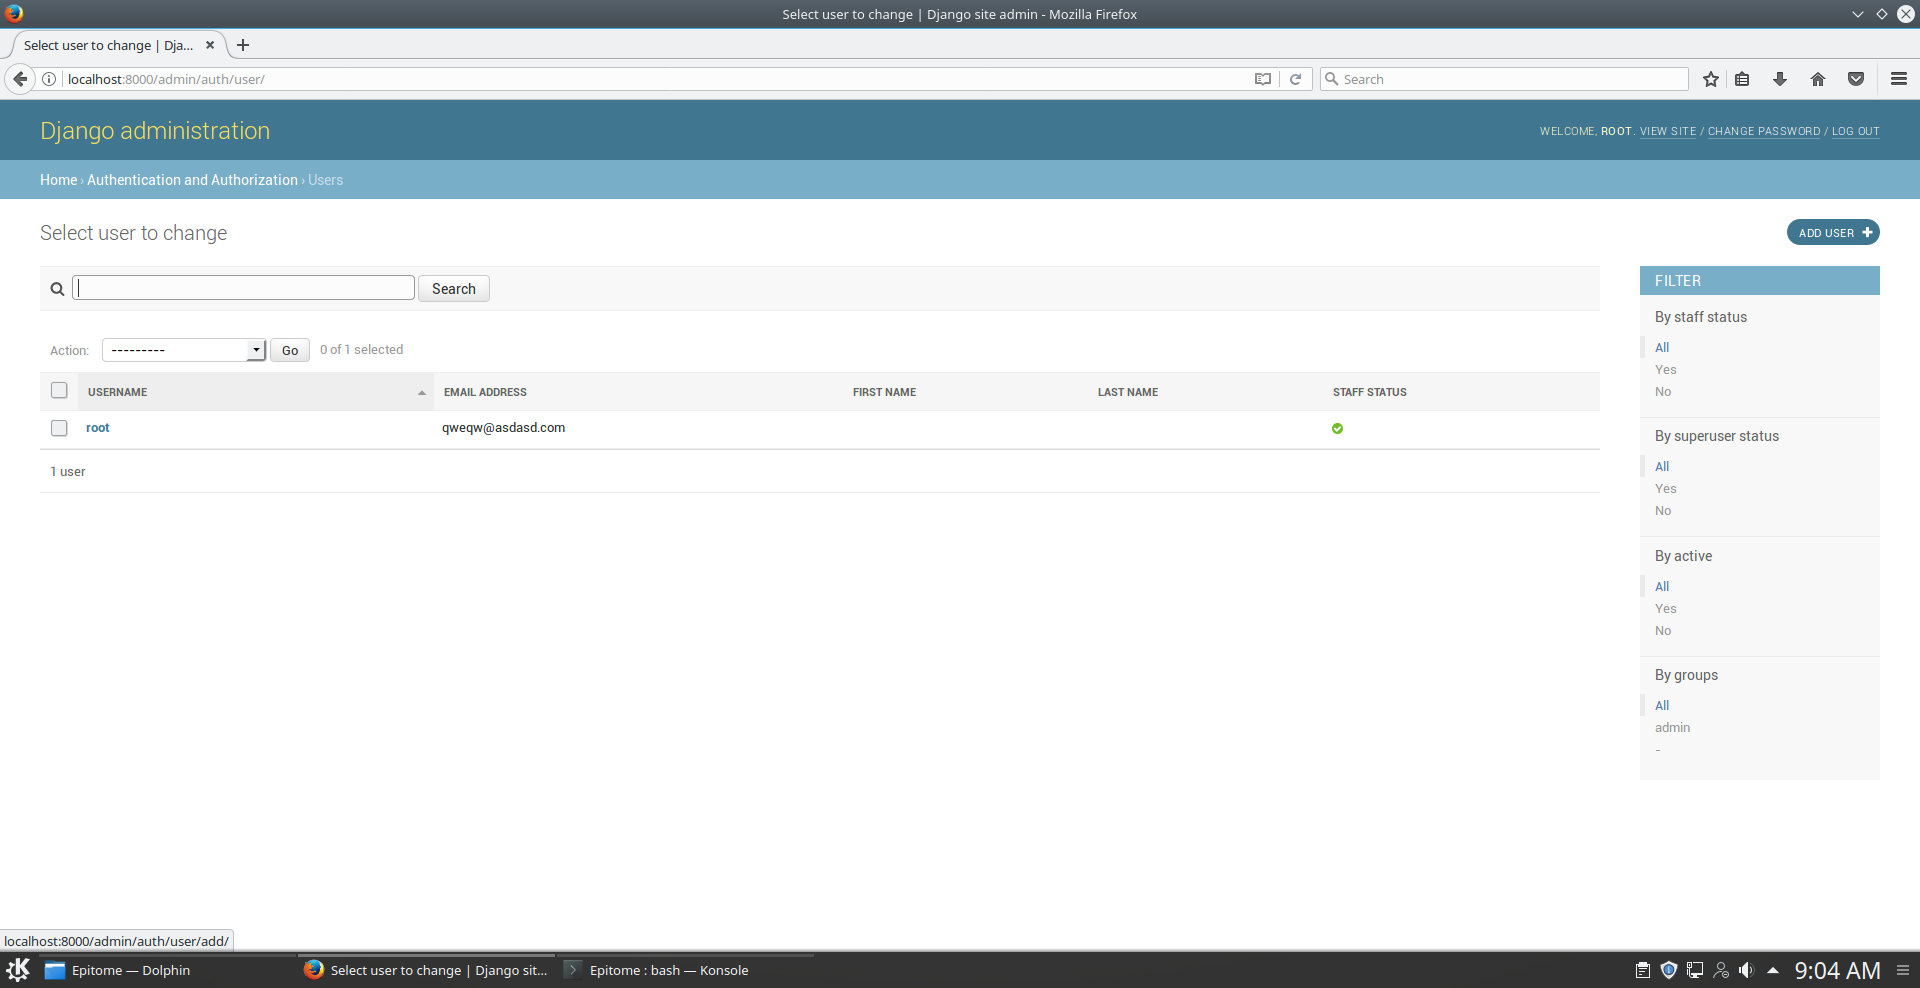 Select user to change | Django site admin - Mozilla Firefox
Select user to change | Dja...
localhost:8000/admin/auth/user/
Search
Django administration
WELCOME, ROOT. VIEW SITE / CHANGE PASSWORD / LOG OUT
Home › Authentication and Authorization › Users
Select user to change
ADD USER
Search
Action:
---------
Go
0 of 1 selected
USERNAME EMAIL ADDRESS FIRST NAME LAST NAME STAFF STATUS
root qweqw@asdasd.com
1 user
FILTER
By staff status
All
Yes
No
By superuser status
All
Yes
No
By active
All
Yes
No
By groups
All
admin
-
localhost:8000/admin/auth/user/add/
Epitome — Dolphin
Select user to change | Django sit...
Epitome : bash — Konsole
9:04 AM